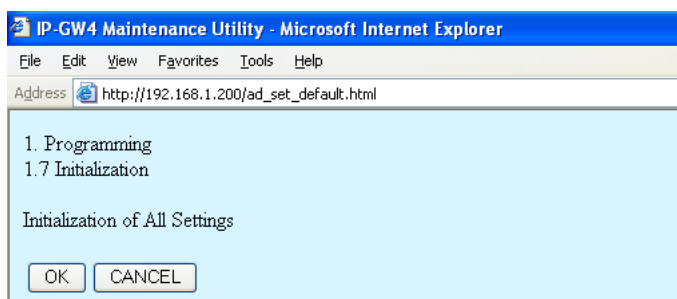 IP-GW4 Maintenance Utility - Microsoft Internet Explorer
File Edit View Favorites Tools Help
Address http://192.168.1.200/ad_set_default.html
1. Programming
1.7 Initialization
Initialization of All Settings
OK CANCEL